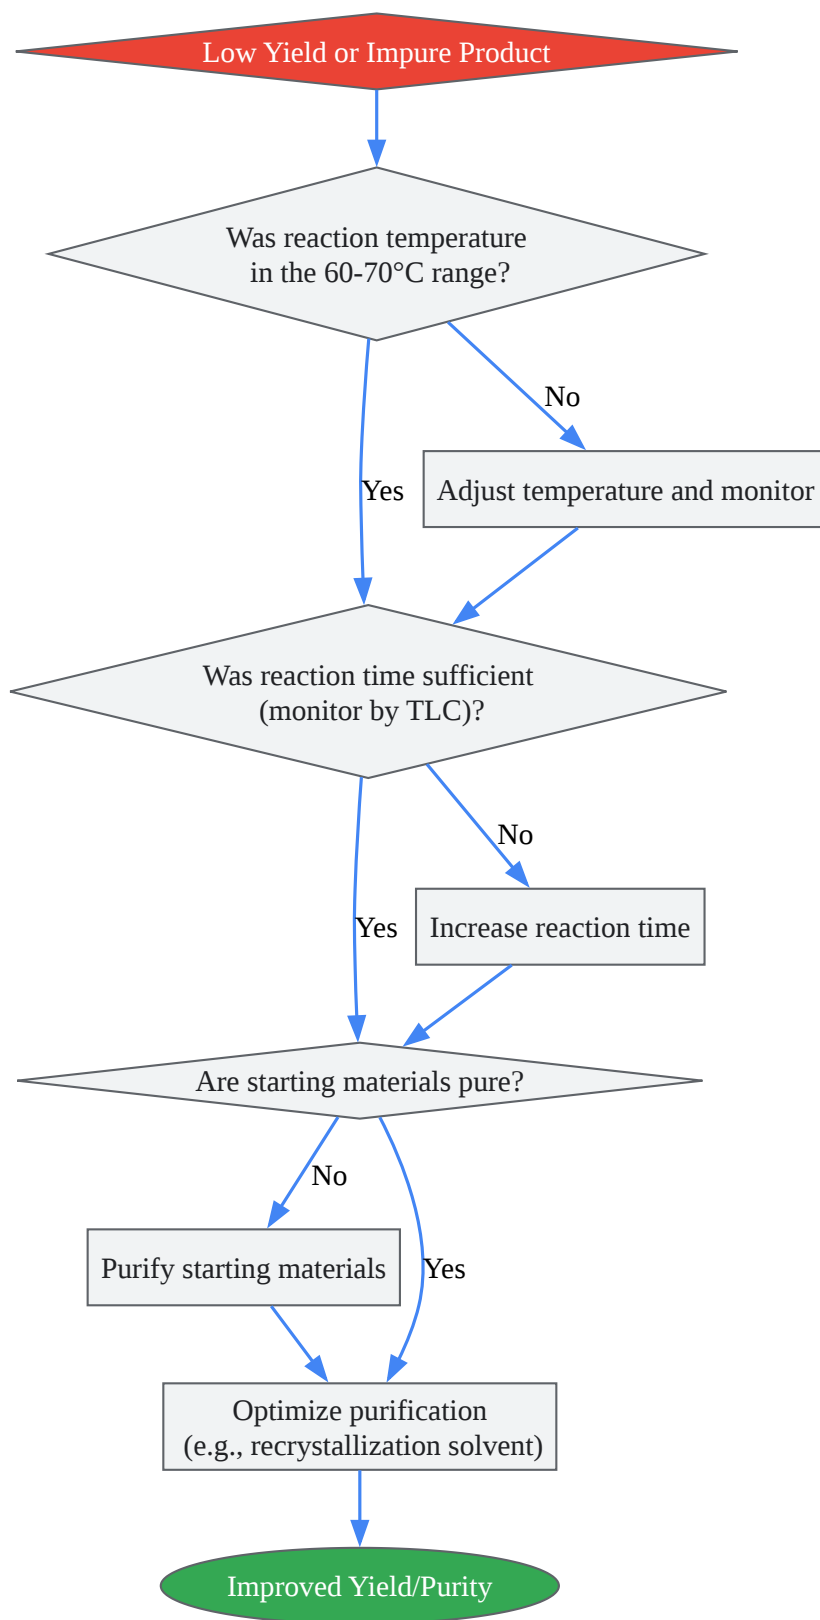 Low Yield or Impure Product
Was reaction temperature
in the 60-70°C range?
No
Yes
Adjust temperature and monitor
Was reaction time sufficient
(monitor by TLC)?
No
Yes
Increase reaction time
Are starting materials pure?
No
Purify starting materials
Yes
Optimize purification
(e.g., recrystallization solvent)
Improved Yield/Purity